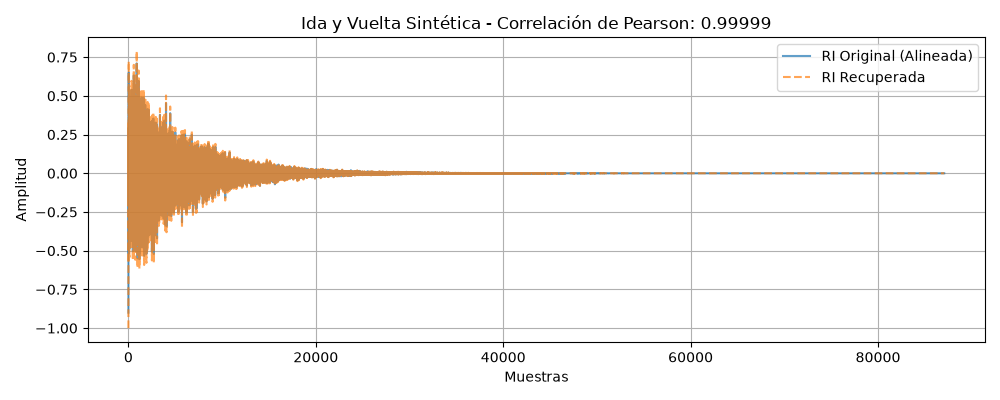 Ida y Vuelta Sintética - Correlación de Pearson: 0.99999
RI Original (Alineada)
RI Recuperada
Amplitud
0.75
0.50
0.25
0.00
−0.25
−0.50
−0.75
−1.00
0
20000
40000
60000
80000
Muestras